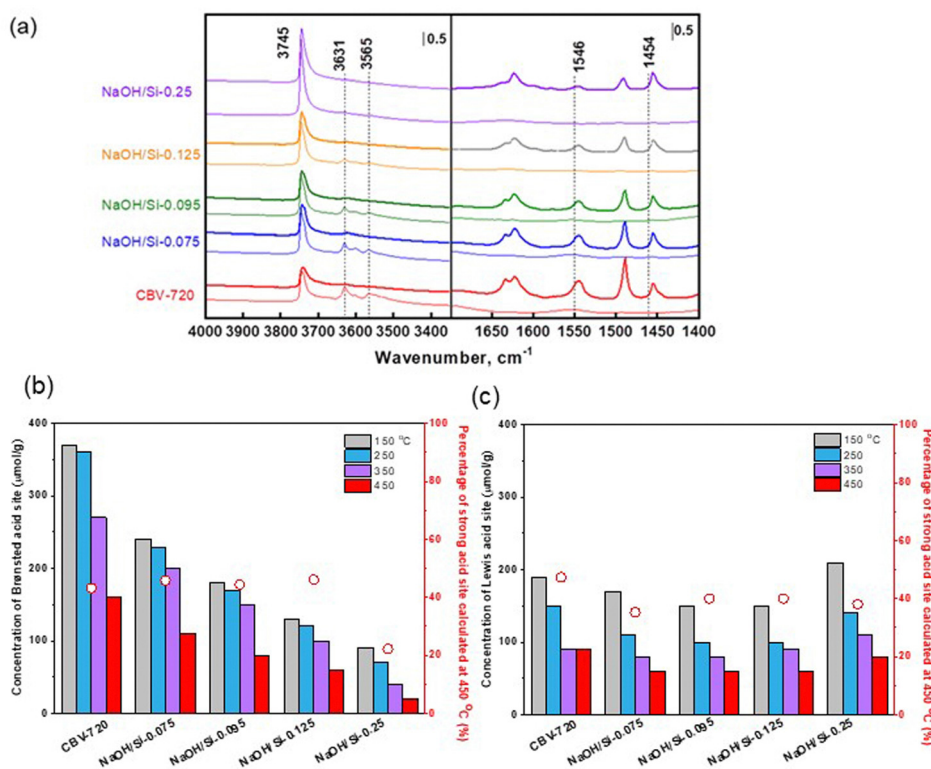 (a)
3745
3631
3565
0.5
1546
1454
0.5
NaOH/Si-0.25
NaOH/Si-0.125
NaOH/Si-0.095
NaOH/Si-0.075
CBV-720
4000 3900 3800 3700 3600 3500 3400
1650 1600 1550 1500 1450 1400
Wavenumber, cm⁻¹
(b)
Concentration of Brønsted acid site (μmol/g)
400
300
200
100
0
150 °C
250
350
450
100
80
60
40
20
0
Percentage of strong acid site calculated at 450 °C (%)
CBV-720
NaOH/Si-0.075
NaOH/Si-0.095
NaOH/Si-0.125
NaOH/Si-0.25
(c)
Concentration of Lewis acid site (μmol/g)
400
300
200
100
0
150 °C
250
350
450
100
80
60
40
20
0
Percentage of strong acid site calculated at 450 °C (%)
CBV-720
NaOH/Si-0.075
NaOH/Si-0.095
NaOH/Si-0.125
NaOH/Si-0.25